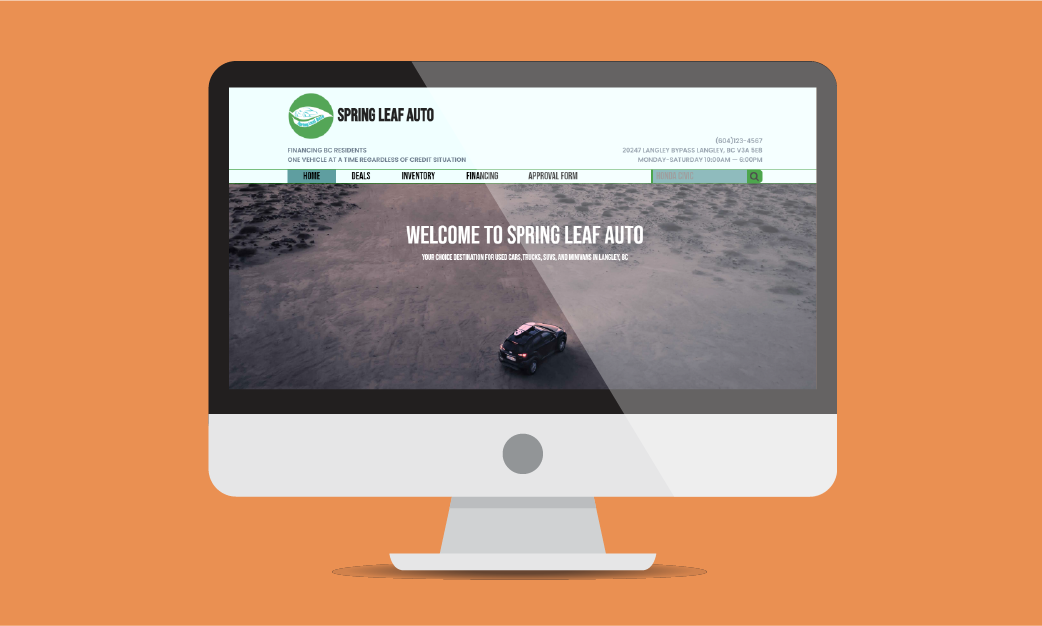 SPRING LEAF AUTO
FINANCING BC RESIDENTS
ONE VEHICLE AT A TIME REGARDLESS OF CREDIT SITUATION
(604)123-4567
20247 LANGLEY BYPASS LANGLEY, BC V3A 5E8
MONDAY-SATURDAY 10:00AM — 6:00PM
HOME DEALS INVENTORY FINANCING APPROVAL FORM
WELCOME TO SPRING LEAF AUTO
YOUR CHOICE DESTINATION FOR USED CARS, TRUCKS, SUVS, AND MINIVANS IN LANGLEY, BC